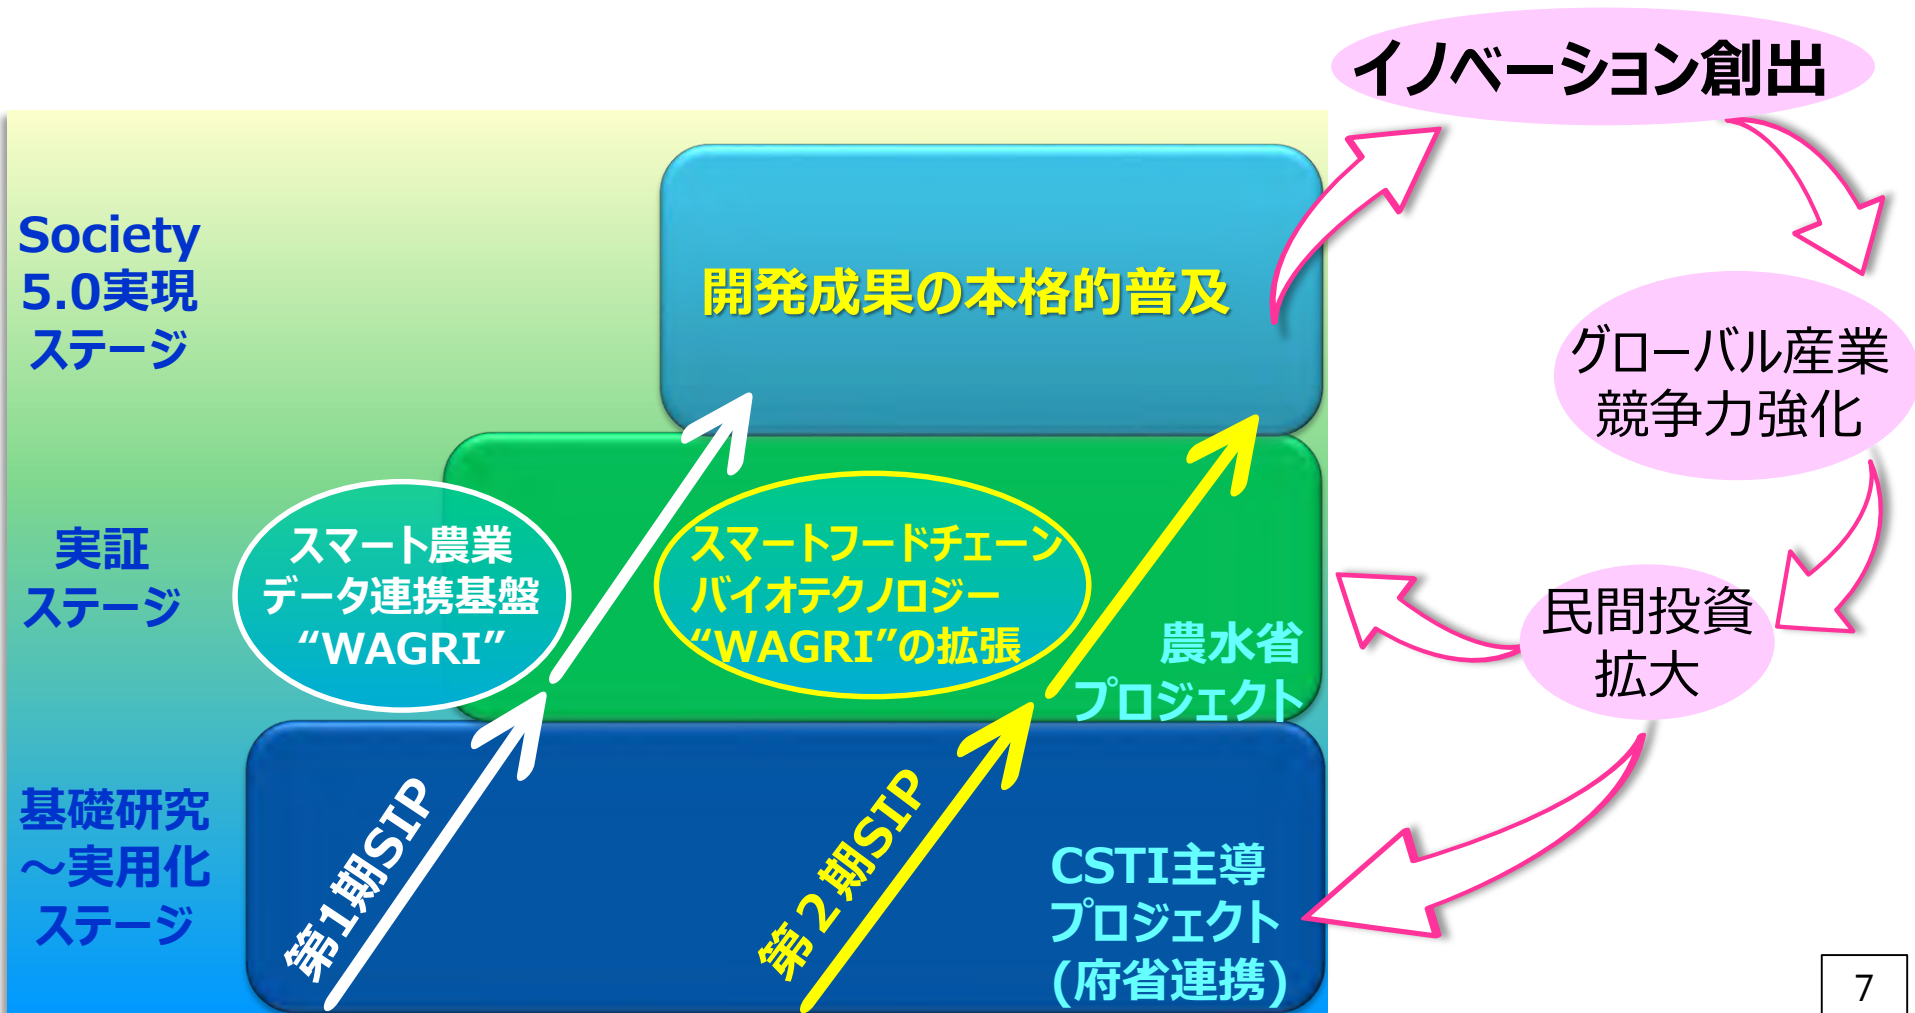 イノベーション創出
Society
5.0実現
ステージ
開発成果の本格的普及
グローバル産業
競争力強化
実証
ステージ
スマート農業
データ連携基盤
“WAGRI”
スマートフードチェーン
バイオテクノロジー
“WAGRI”の拡張
農水省
プロジェクト
民間投資
拡大
基礎研究
～実用化
ステージ
第1期SIP
第２期SIP
CSTI主導
プロジェクト
(府省連携)
7